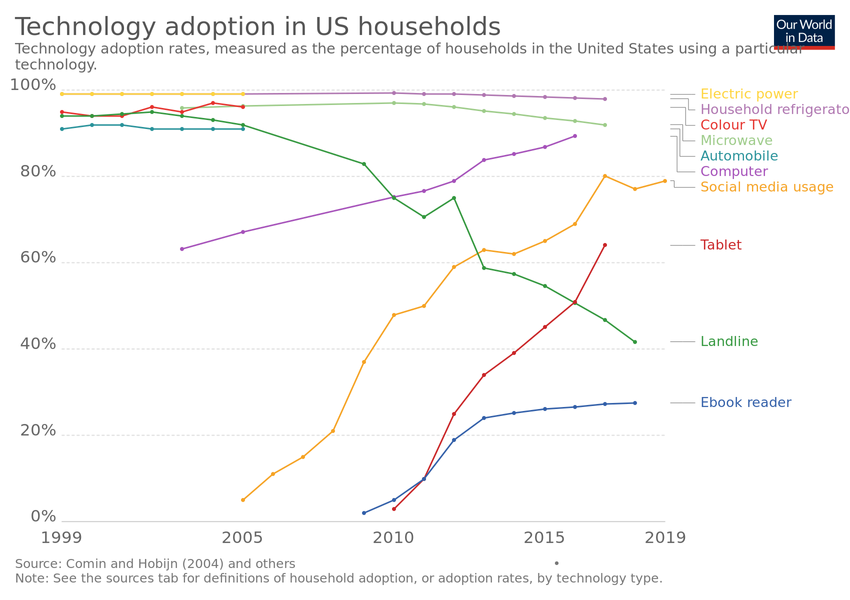 Technology adoption in US households
Our World
in Data
Technology adoption rates, measured as the percentage of households in the United States using a particular
technology.
100%
80%
60%
40%
20%
0%
1999
2005
2010
2015
2019
Electric power
Household refrigerato
Colour TV
Microwave
Automobile
Computer
Social media usage
Tablet
Landline
Ebook reader
Source: Comin and Hobijn (2004) and others
Note: See the sources tab for definitions of household adoption, or adoption rates, by technology type.